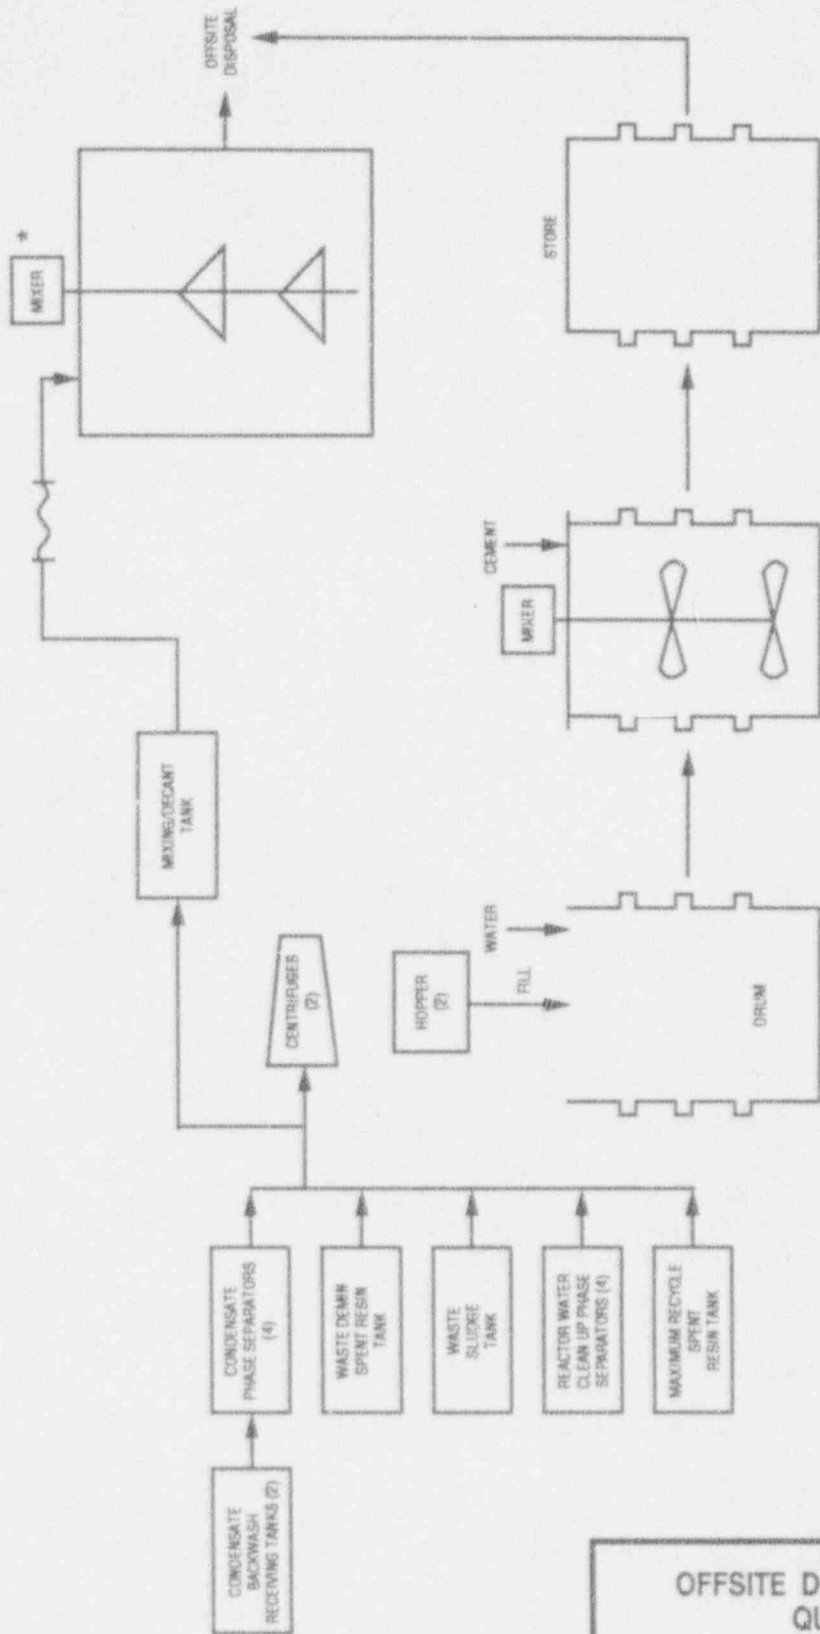 CONDENSATE
BACKWASH
RECEIVING TANKS (2)
CONDENSATE
PHASE SEPARATORS
(4)
WASTE DEMIN
SPENT RESIN
TANK
WASTE
SLUDGE
TANK
REACTOR WATER
CLEAN UP PHASE
SEPARATORS (4)
MAXIMUM RECYCLE
SPENT
RESIN TANK
CENTRIFUGES
(2)
MIXING/DECANT
TANK
MIXER
*
OFFSITE
DISPOSAL
HOPPER
(2)
FILL
WATER
DRUM
MIXER
CEMENT
STORE
OFFSITE D
QU